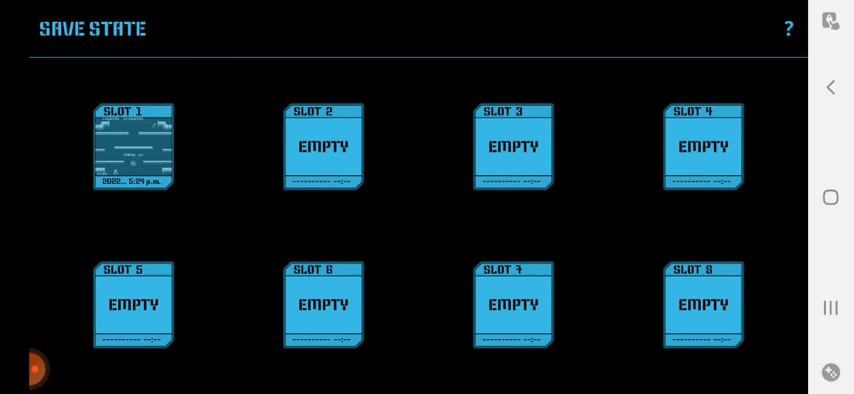 SAVE STATE
?
SLOT 1
2022... 5:24 p.m.
SLOT 2
EMPTY
---------- --:--
SLOT 3
EMPTY
---------- --:--
SLOT 4
EMPTY
---------- --:--
SLOT 5
EMPTY
---------- --:--
SLOT 6
EMPTY
---------- --:--
SLOT 7
EMPTY
---------- --:--
SLOT 8
EMPTY
---------- --:--